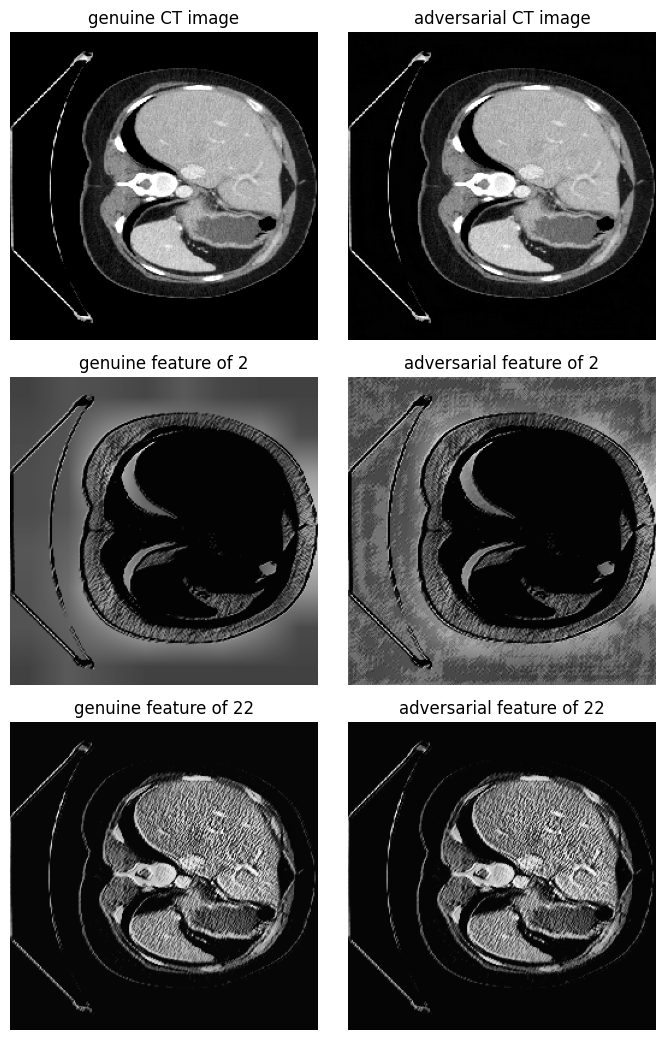 genuine CT image
adversarial CT image
genuine feature of 2
adversarial feature of 2
genuine feature of 22
adversarial feature of 22